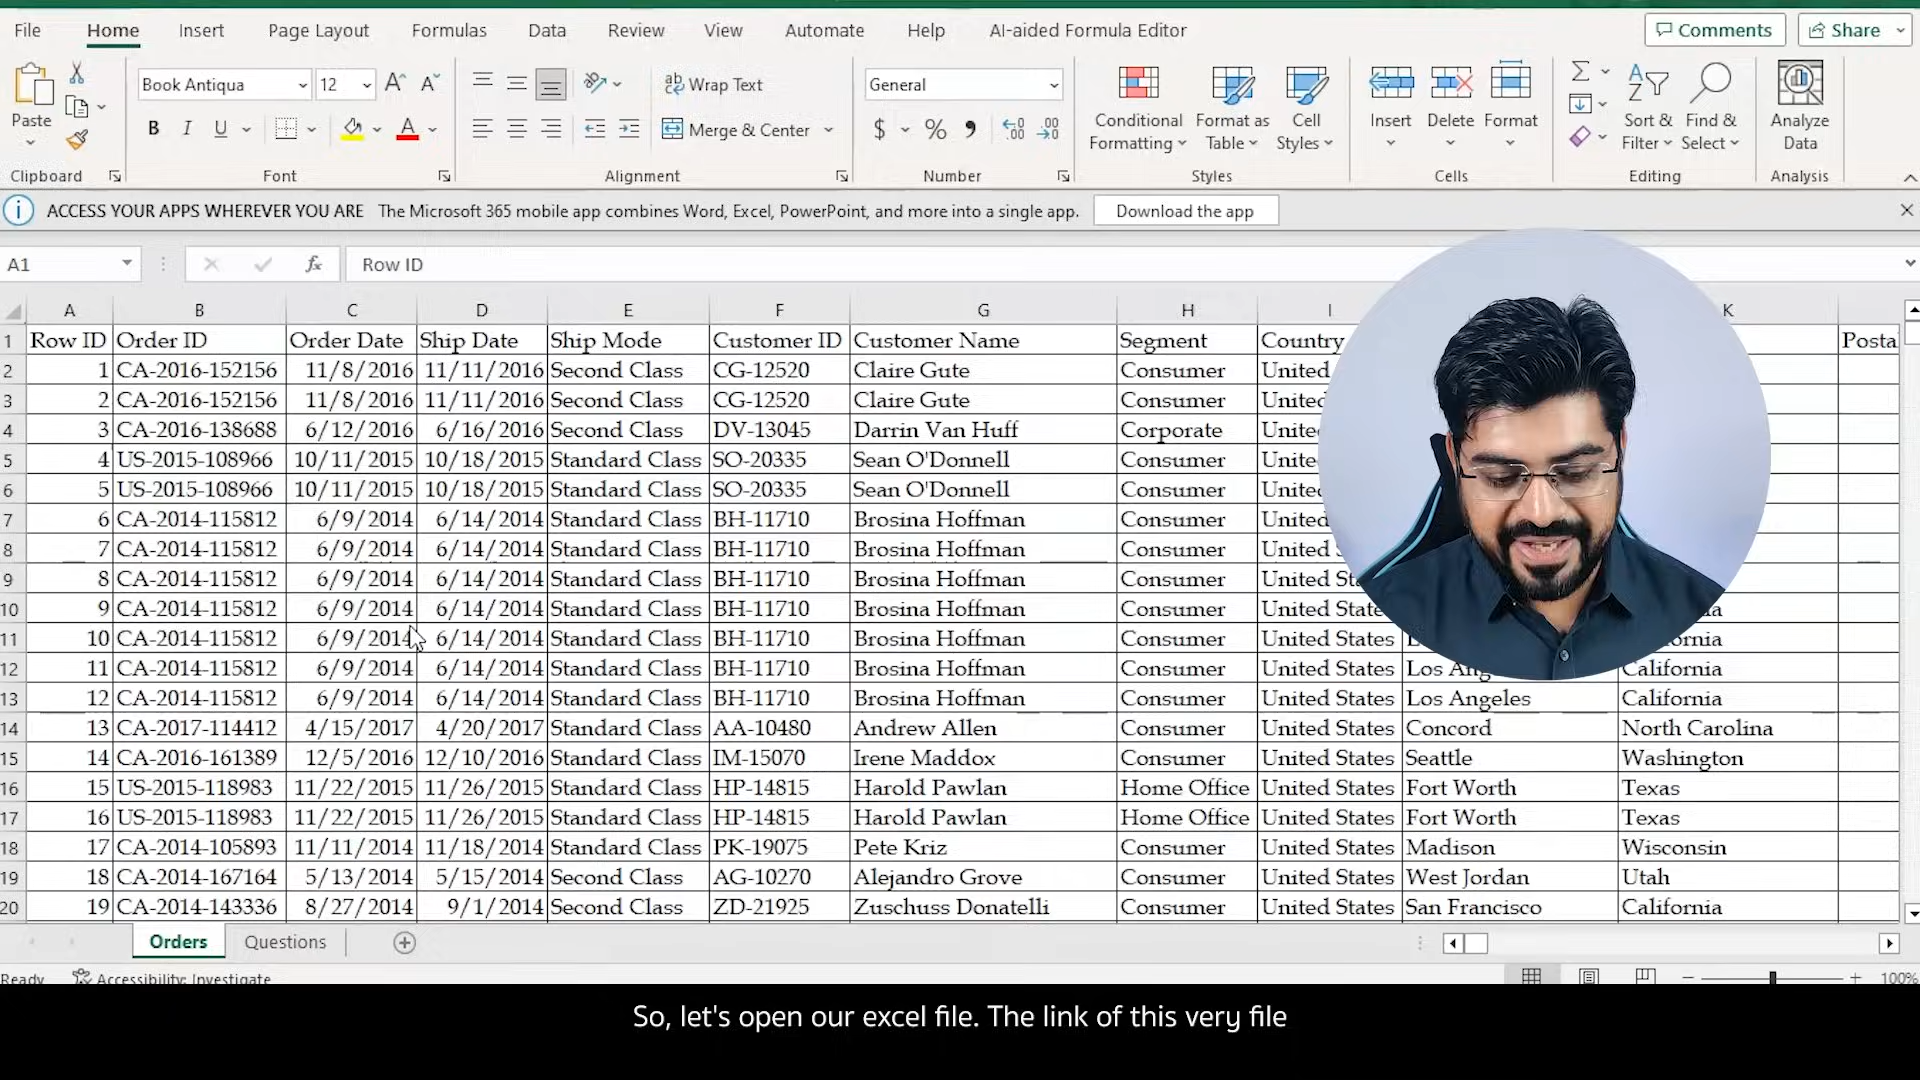 File Home Insert Page Layout Formulas Data Review View Automate Help AI-aided Formula Editor Comments Share
Paste
Clipboard
Book Antiqua 12
B I U A
Font
Wrap Text
Merge & Center
Alignment
General
$ % ,
Number
Conditional Formatting
Format as Table
Cell Styles
Styles
Insert Delete Format
Cells
Sort & Filter
Find & Select
Editing
Analyze Data
Analysis
ACCESS YOUR APPS WHEREVER YOU ARE The Microsoft 365 mobile app combines Word, Excel, PowerPoint, and more into a single app. Download the app
A1 fx Row ID
A B C D E F G H I K
1 Row ID Order ID Order Date Ship Date Ship Mode Customer ID Customer Name Segment Country
2 1 CA-2016-152156 11/8/2016 11/11/2016 Second Class CG-12520 Claire Gute Consumer United
3 2 CA-2016-152156 11/8/2016 11/11/2016 Second Class CG-12520 Claire Gute Consumer United
4 3 CA-2016-138688 6/12/2016 6/16/2016 Second Class DV-13045 Darrin Van Huff Corporate
5 4 US-2015-108966 10/11/2015 10/18/2015 Standard Class SO-20335 Sean O'Donnell Consumer
6 5 US-2015-108966 10/11/2015 10/18/2015 Standard Class SO-20335 Sean O'Donnell Consumer
7 6 CA-2014-115812 6/9/2014 6/14/2014 Standard Class BH-11710 Brosina Hoffman Consumer
8 7 CA-2014-115812 6/9/2014 6/14/2014 Standard Class BH-11710 Brosina Hoffman Consumer United
9 8 CA-2014-115812 6/9/2014 6/14/2014 Standard Class BH-11710 Brosina Hoffman Consumer United
10 9 CA-2014-115812 6/9/2014 6/14/2014 Standard Class BH-11710 Brosina Hoffman Consumer United
11 10 CA-2014-115812 6/9/2014 6/14/2014 Standard Class BH-11710 Brosina Hoffman Consumer United States
12 11 CA-2014-115812 6/9/2014 6/14/2014 Standard Class BH-11710 Brosina Hoffman Consumer United States Los California
13 12 CA-2014-115812 6/9/2014 6/14/2014 Standard Class BH-11710 Brosina Hoffman Consumer United States Los Angeles California
14 13 CA-2017-114412 4/15/2017 4/20/2017 Standard Class AA-10480 Andrew Allen Consumer United States Concord North Carolina
15 14 CA-2016-161389 12/5/2016 12/10/2016 Standard Class IM-15070 Irene Maddox Consumer United States Seattle Washington
16 15 US-2015-118983 11/22/2015 11/26/2015 Standard Class HP-14815 Harold Pawlan Home Office United States Fort Worth Texas
17 16 US-2015-118983 11/22/2015 11/26/2015 Standard Class HP-14815 Harold Pawlan Home Office United States Fort Worth Texas
18 17 CA-2014-105893 11/11/2014 11/18/2014 Standard Class PK-19075 Pete Kriz Consumer United States Madison Wisconsin
19 18 CA-2014-167164 5/13/2014 5/15/2014 Second Class AG-10270 Alejandro Grove Consumer United States West Jordan Utah
20 19 CA-2014-143336 8/27/2014 9/1/2014 Second Class ZD-21925 Zuschuss Donatelli Consumer United States San Francisco California
Orders Questions
Ready Accessibility: Investigate 100%
So, let's open our excel file. The link of this very file